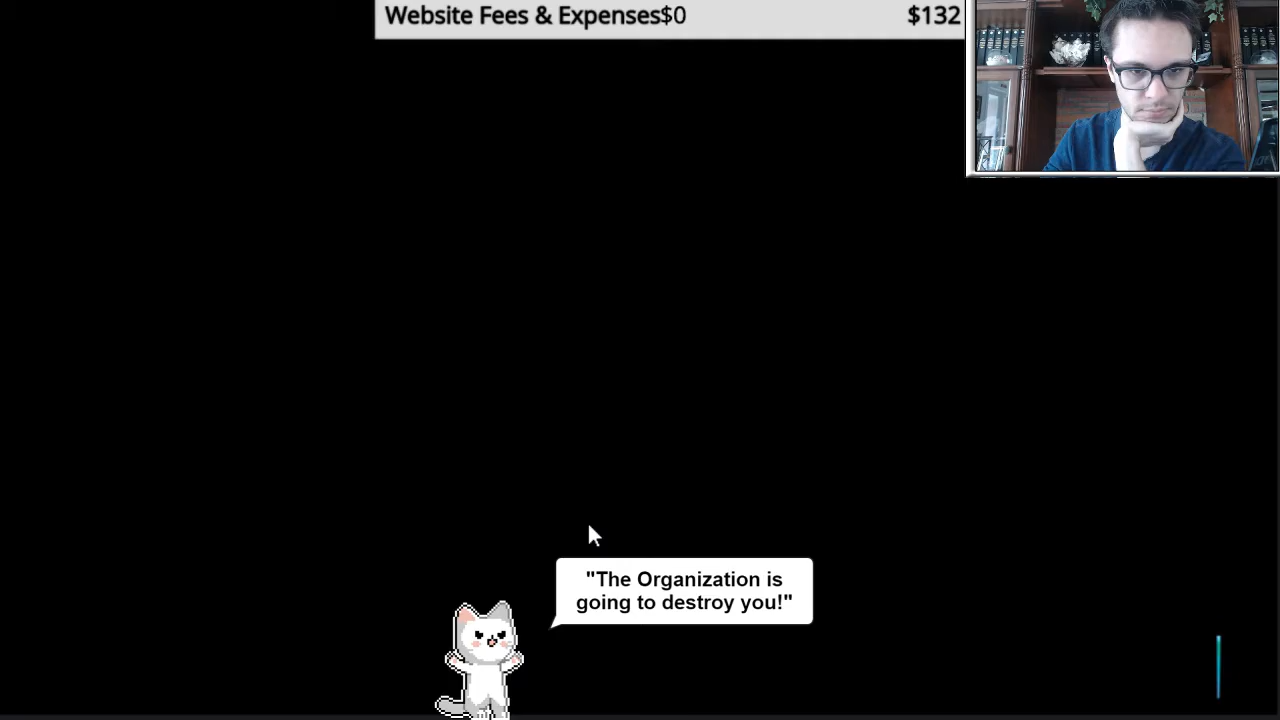 Website Fees & Expenses$0 $132
"The Organization is
going to destroy you!"